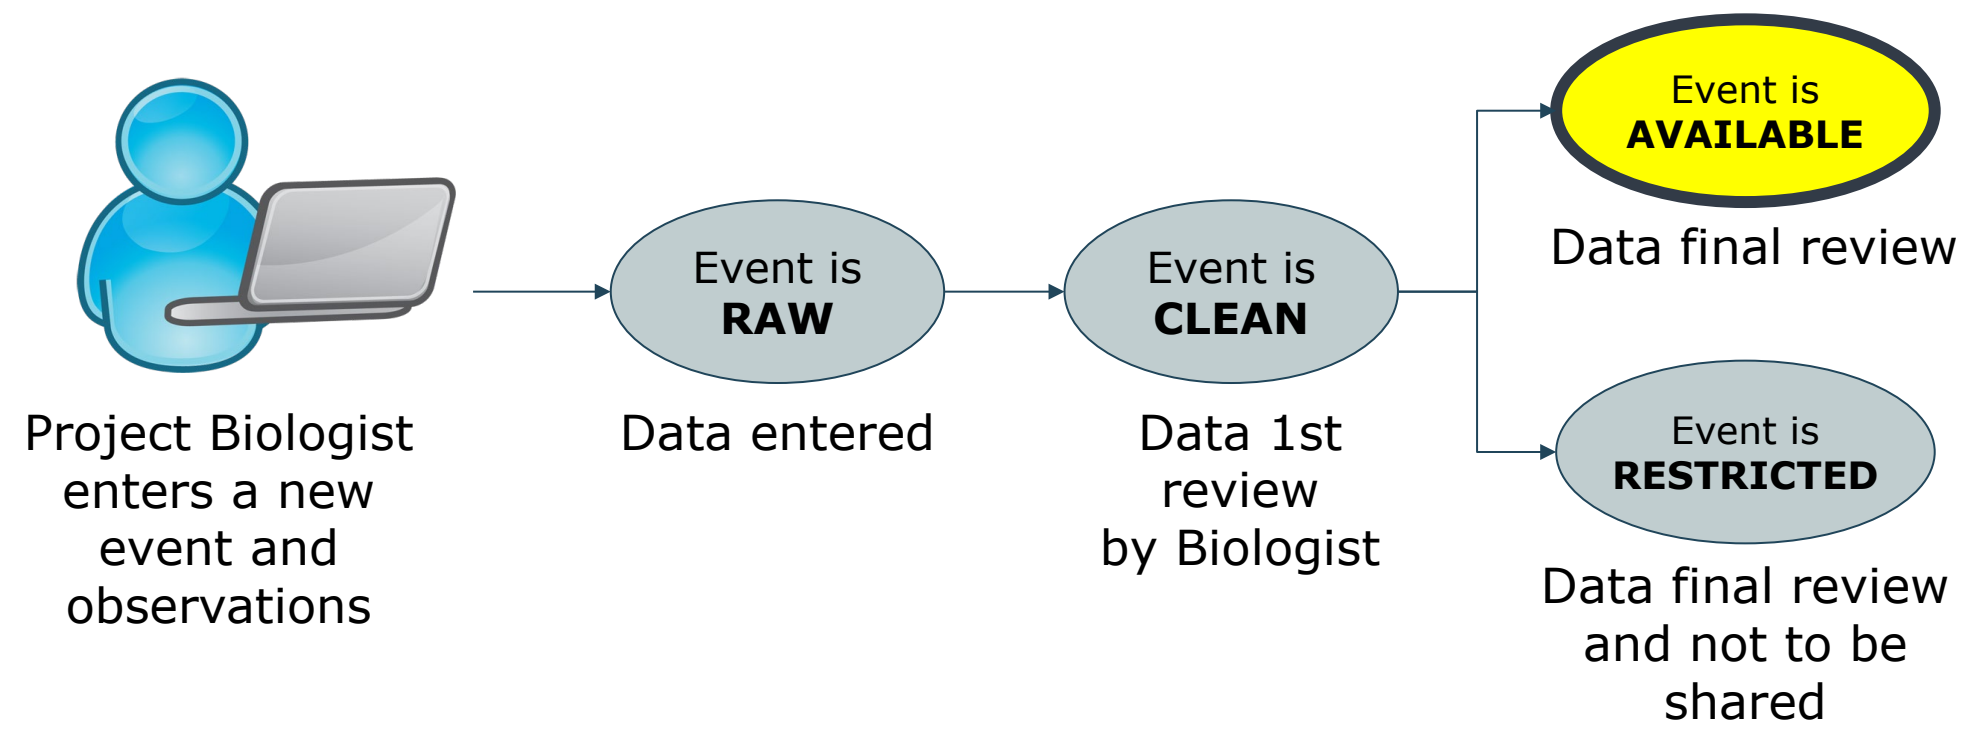 Project Biologist
enters a new
event and
observations
Event is
RAW
Data entered
Event is
CLEAN
Data 1st
review
by Biologist
Event is
AVAILABLE
Data final review
Event is
RESTRICTED
Data final review
and not to be
shared